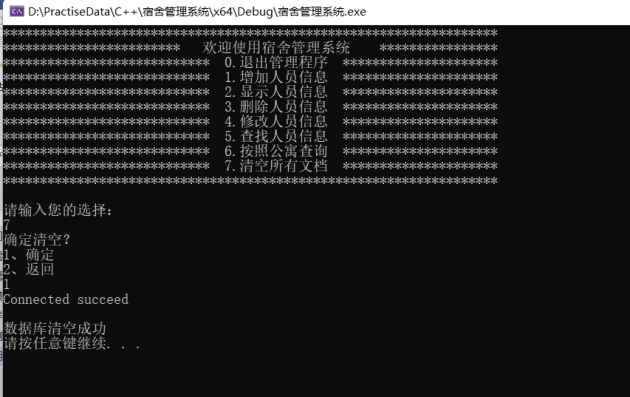 D:\PractiseData\C++\宿舍管理系统\x64\Debug\宿舍管理系统.exe
*******************************************************************
************************   欢迎使用宿舍管理系统    ****************
****************************  0.退出管理程序  *********************
****************************  1.增加人员信息  *********************
****************************  2.显示人员信息  *********************
****************************  3.删除人员信息  *********************
****************************  4.修改人员信息  *********************
****************************  5.查找人员信息  *********************
****************************  6.按照公寓查询  *********************
****************************  7.清空所有文档  *********************
*******************************************************************
请输入您的选择：
7
确定清空？
1、确定
2、返回
1
Connected succeed
数据库清空成功
请按任意键继续. . .